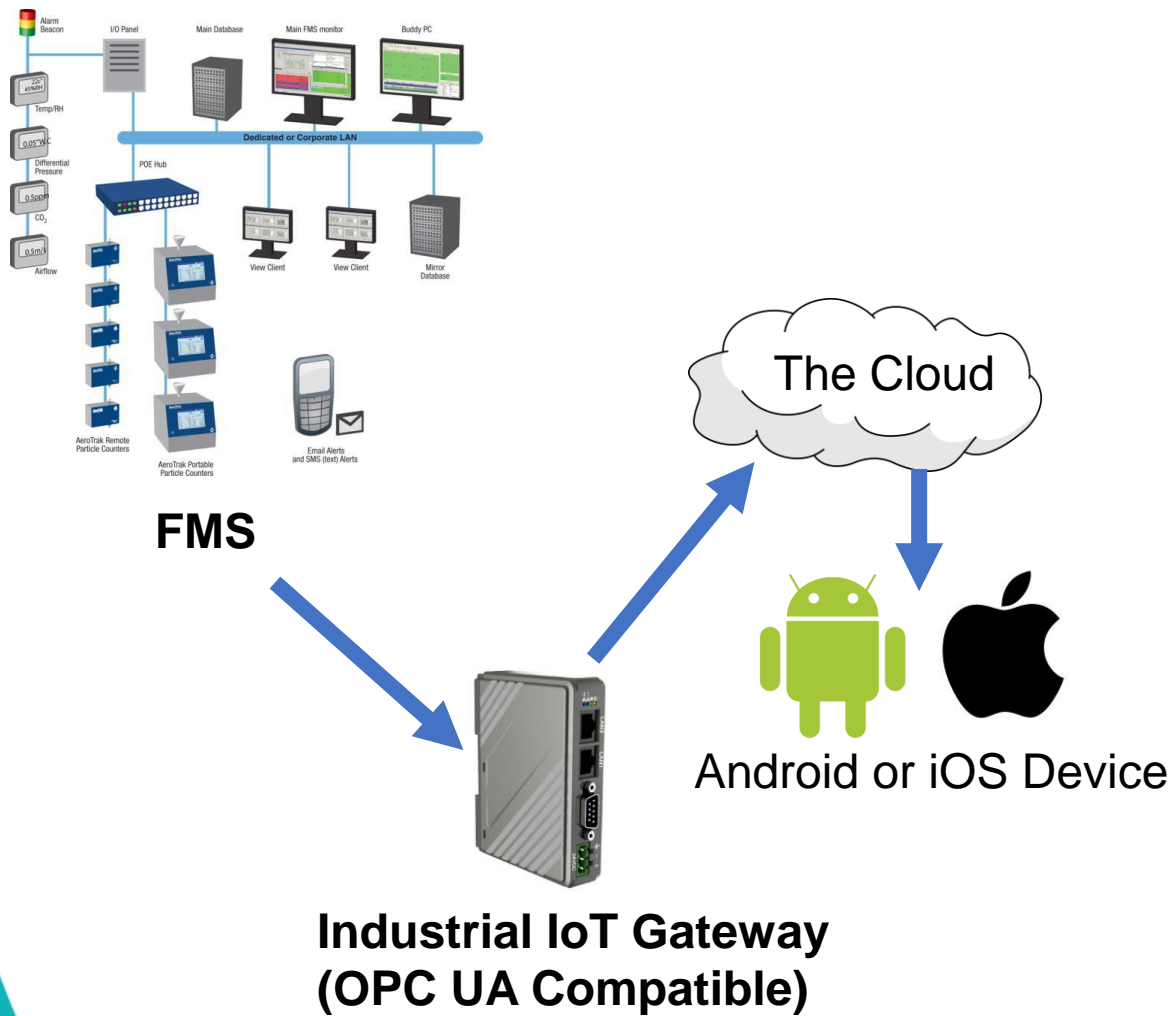 Alarm
Beacon
I/O Panel
Main Database
Main FMS monitor
Buddy PC
22c°
45%RH
Temp/RH
Dedicated or Corporate LAN
0.05"W.C
Differential
Pressure
POE Hub
0.5ppm
CO₂
0.5m/s
Airflow
View Client
View Client
Mirror
Database
AeroTrak Remote
Particle Counters
AeroTrak Portable
Particle Counters
Email Alerts
and SMS (text) Alerts
The Cloud
FMS
Android or iOS Device
LAN
LAN
Industrial IoT Gateway
(OPC UA Compatible)